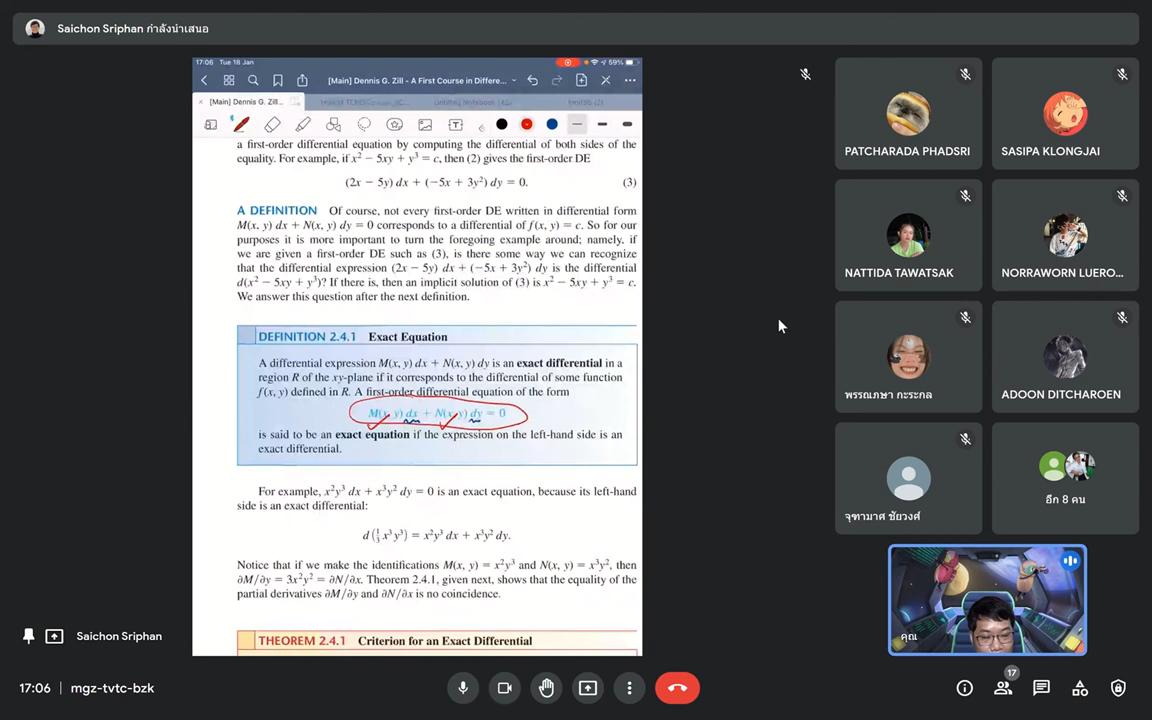 Saichon Sriphan กำลังนำเสนอ
17:06 Tue 18 Jan
59%
[Main] Dennis G. Zill - A First Course in Differe...
[Main] Dennis G. Zill...
a first-order differential equation by computing the differential of both sides of the
equality. For example, if x² − 5xy + y³ = c, then (2) gives the first-order DE
(2x − 5y) dx + (−5x + 3y²) dy = 0. (3)
A DEFINITION Of course, not every first-order DE written in differential form
M(x, y) dx + N(x, y) dy = 0 corresponds to a differential of f(x, y) = c. So for our
purposes it is more important to turn the foregoing example around; namely, if
we are given a first-order DE such as (3), is there some way we can recognize
that the differential expression (2x − 5y) dx + (−5x + 3y²) dy is the differential
d(x² − 5xy + y³)? If there is, then an implicit solution of (3) is x² − 5xy + y³ = c.
We answer this question after the next definition.
DEFINITION 2.4.1 Exact Equation
A differential expression M(x, y) dx + N(x, y) dy is an exact differential in a
region R of the xy-plane if it corresponds to the differential of some function
f(x, y) defined in R. A first-order differential equation of the form
M(x, y) dx + N(x, y) dy = 0
is said to be an exact equation if the expression on the left-hand side is an
exact differential.
For example, x²y³ dx + x³y² dy = 0 is an exact equation, because its left-hand
side is an exact differential:
d(⅓ x³y³) = x²y³ dx + x³y² dy.
Notice that if we make the identifications M(x, y) = x²y³ and N(x, y) = x³y², then
∂M/∂y = 3x²y² = ∂N/∂x. Theorem 2.4.1, given next, shows that the equality of the
partial derivatives ∂M/∂y and ∂N/∂x is no coincidence.
THEOREM 2.4.1 Criterion for an Exact Differential
PATCHARADA PHADSRI
SASIPA KLONGJAI
NATTIDA TAWATSAK
NORRAWORN LUERO...
พรรณภษา กะระกล
ADOON DITCHAROEN
จุฑามาศ ชัยวงศ์
อีก 8 คน
คุณ
Saichon Sriphan
17:06 | mgz-tvtc-bzk
17